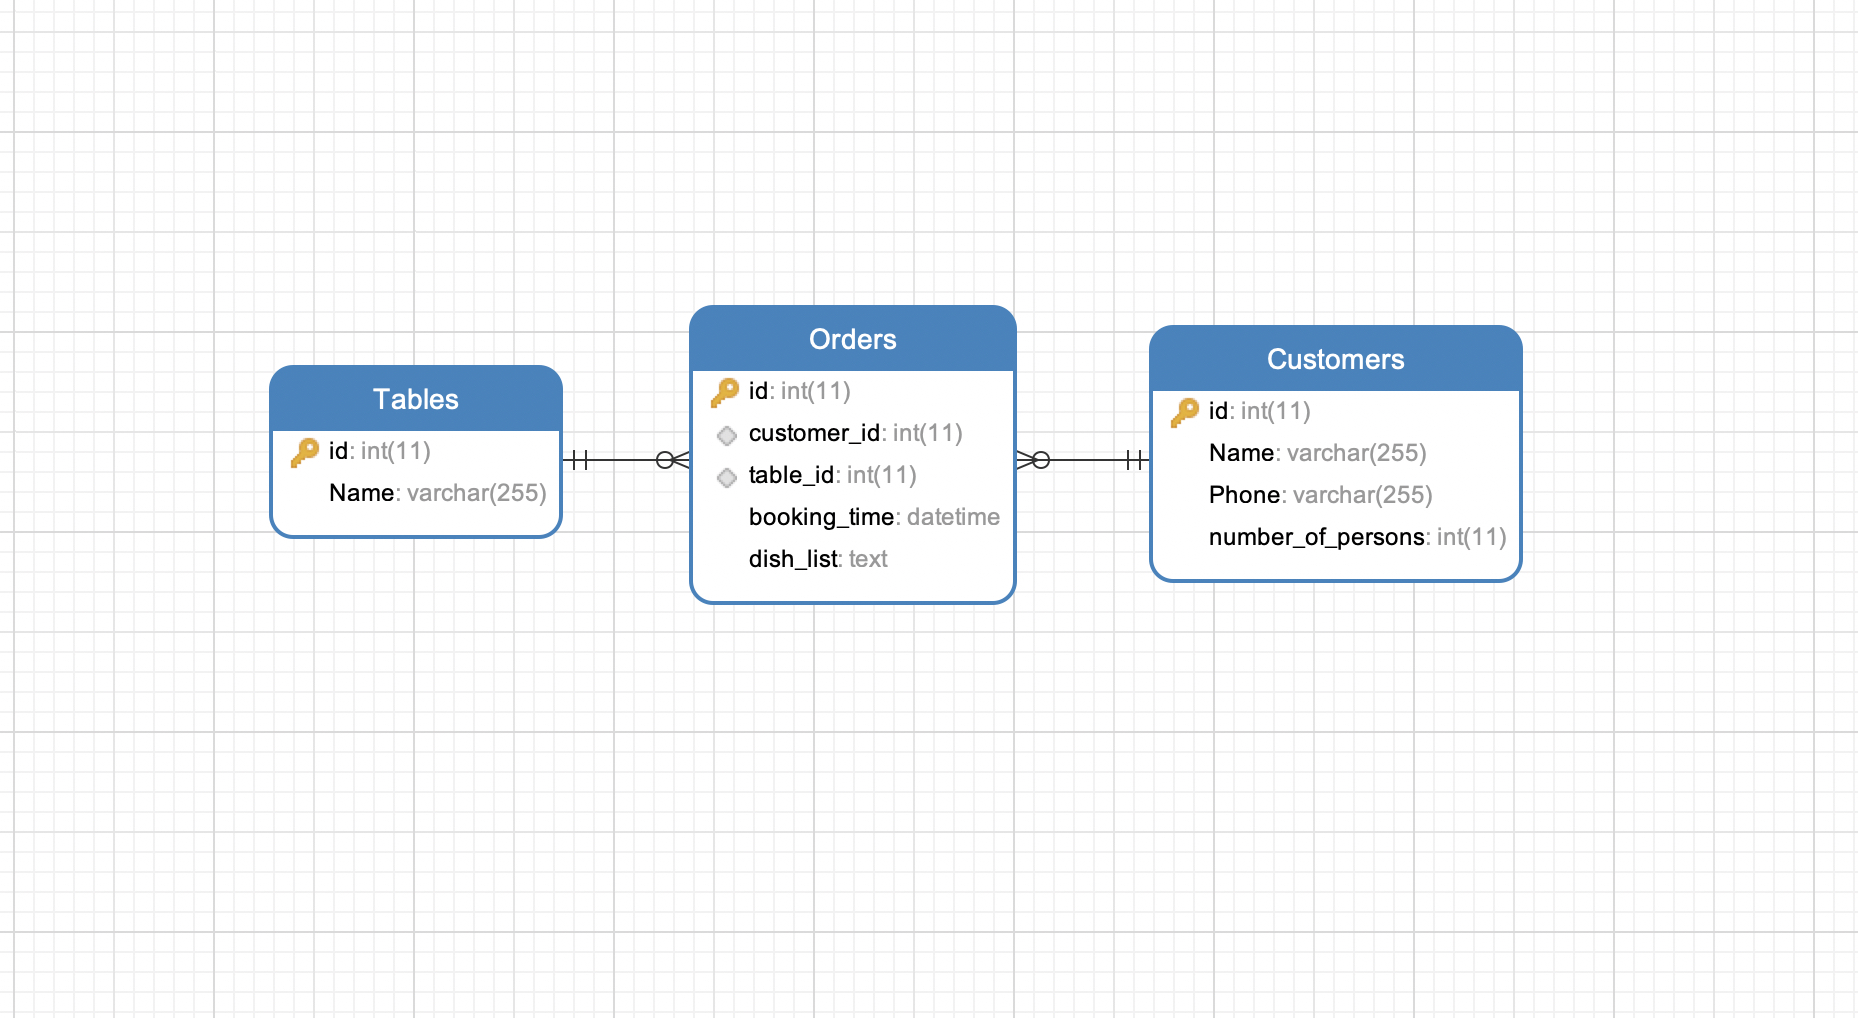 Tables
id: int(11)
Name: varchar(255)
Orders
id: int(11)
customer_id: int(11)
table_id: int(11)
booking_time: datetime
dish_list: text
Customers
id: int(11)
Name: varchar(255)
Phone: varchar(255)
number_of_persons: int(11)